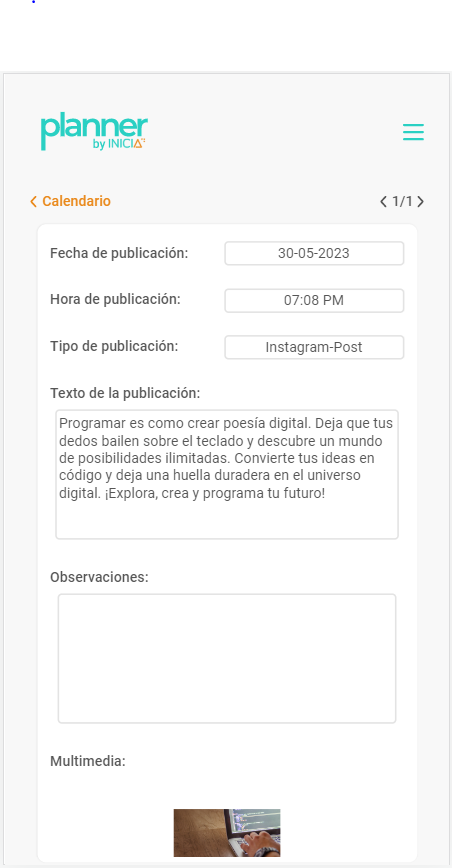 planner
by INICIA
Calendario
1/1
Fecha de publicación:
30-05-2023
Hora de publicación:
07:08 PM
Tipo de publicación:
Instagram-Post
Texto de la publicación:
Programar es como crear poesía digital. Deja que tus
dedos bailen sobre el teclado y descubre un mundo
de posibilidades ilimitadas. Convierte tus ideas en
código y deja una huella duradera en el universo
digital. ¡Explora, crea y programa tu futuro!
Observaciones:
Multimedia: